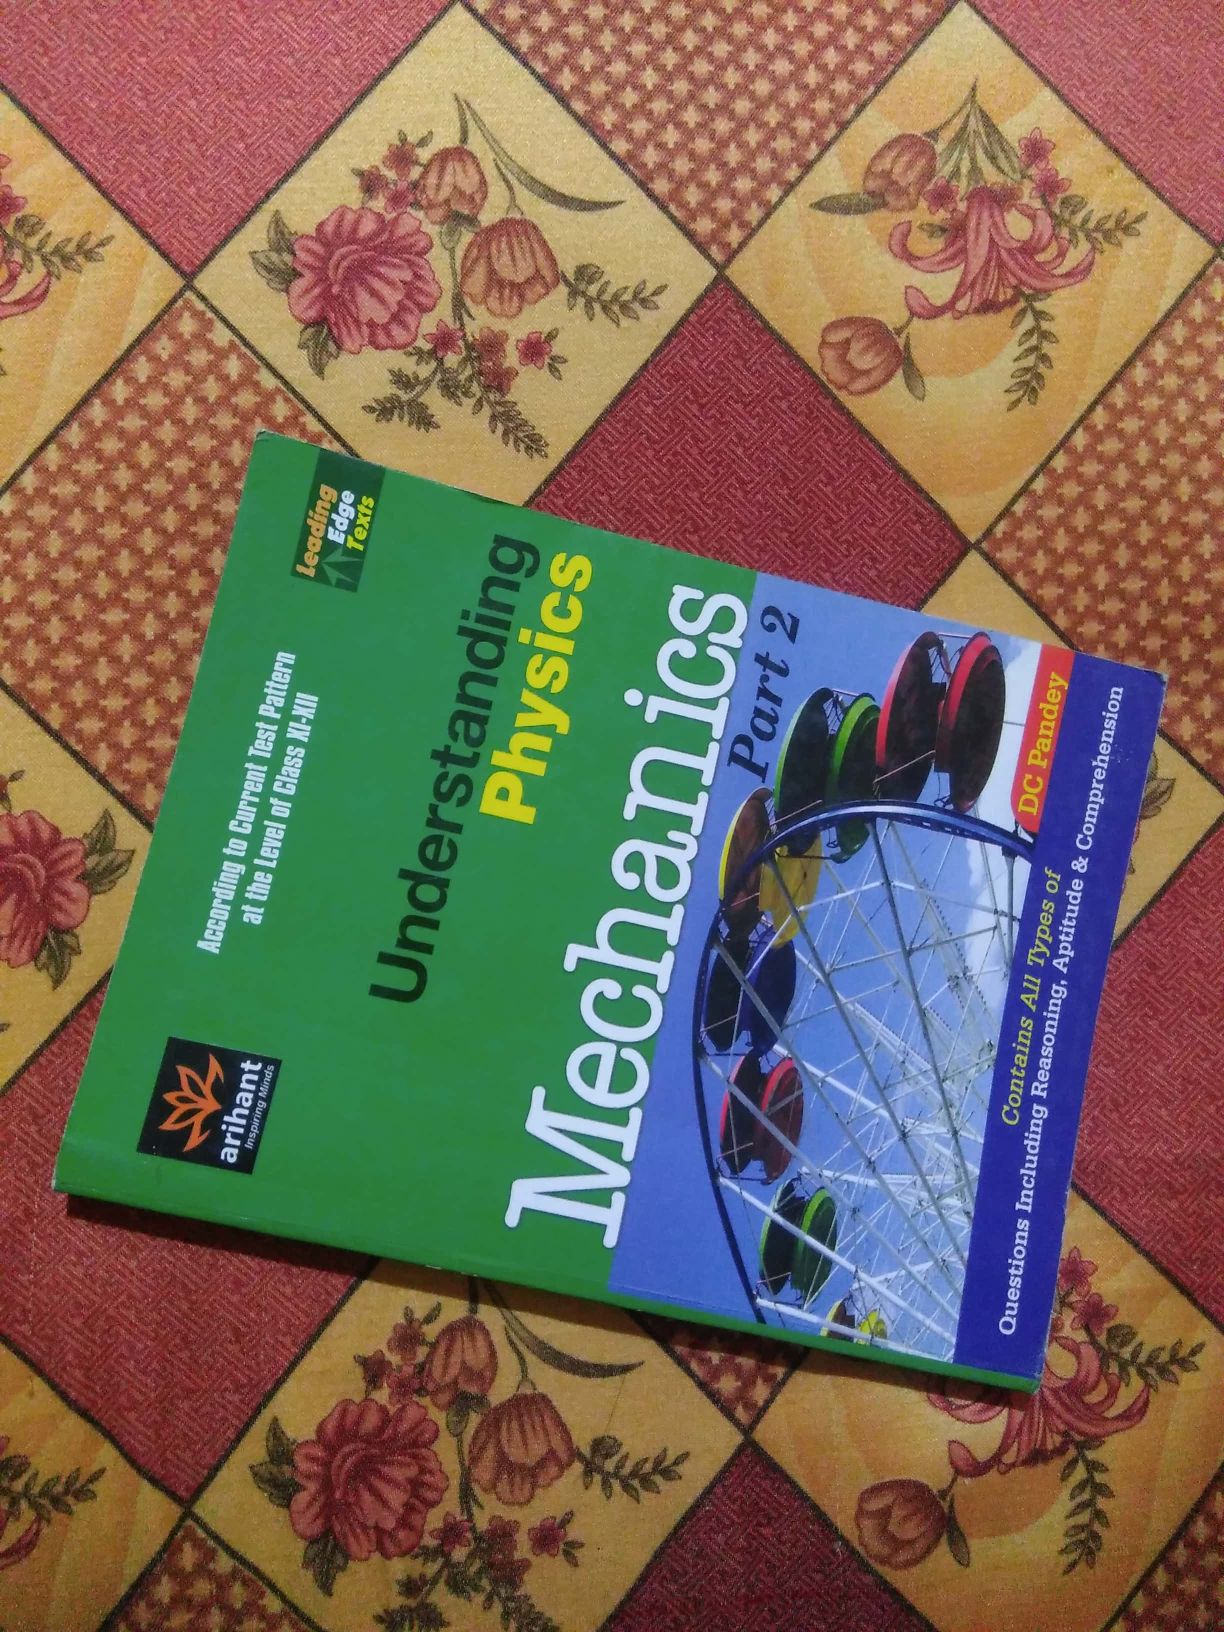 arihant
Inspiring Minds
According to Current Test Pattern
at the Level of Class XI-XII
Leading
Edge
Texts
Understanding
Physics
Mechanics
Part 2
DC Pandey
Contains All Types of
Questions Including Reasoning, Aptitude & Comprehension